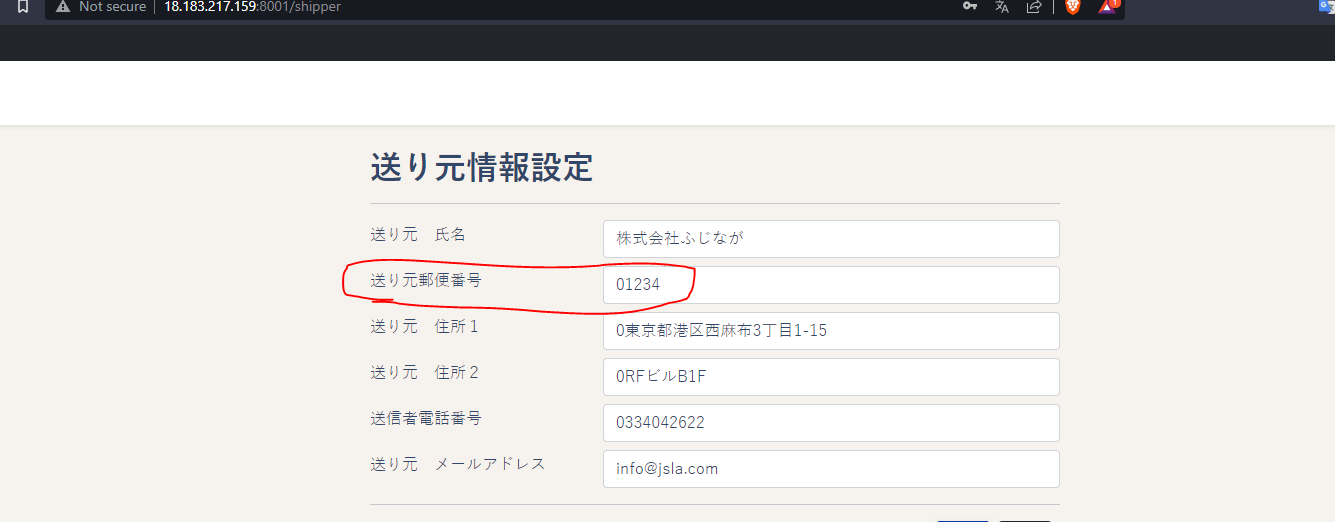 Not secure 18.183.217.159:8001/shipper
1
送り元情報設定
送り元　氏名 株式会社ふじなが
送り元郵便番号 01234
送り元　住所１ 0東京都港区西麻布3丁目1-15
送り元　住所２ 0RFビルB1F
送信者電話番号 0334042622
送り元　メールアドレス info@jsla.com